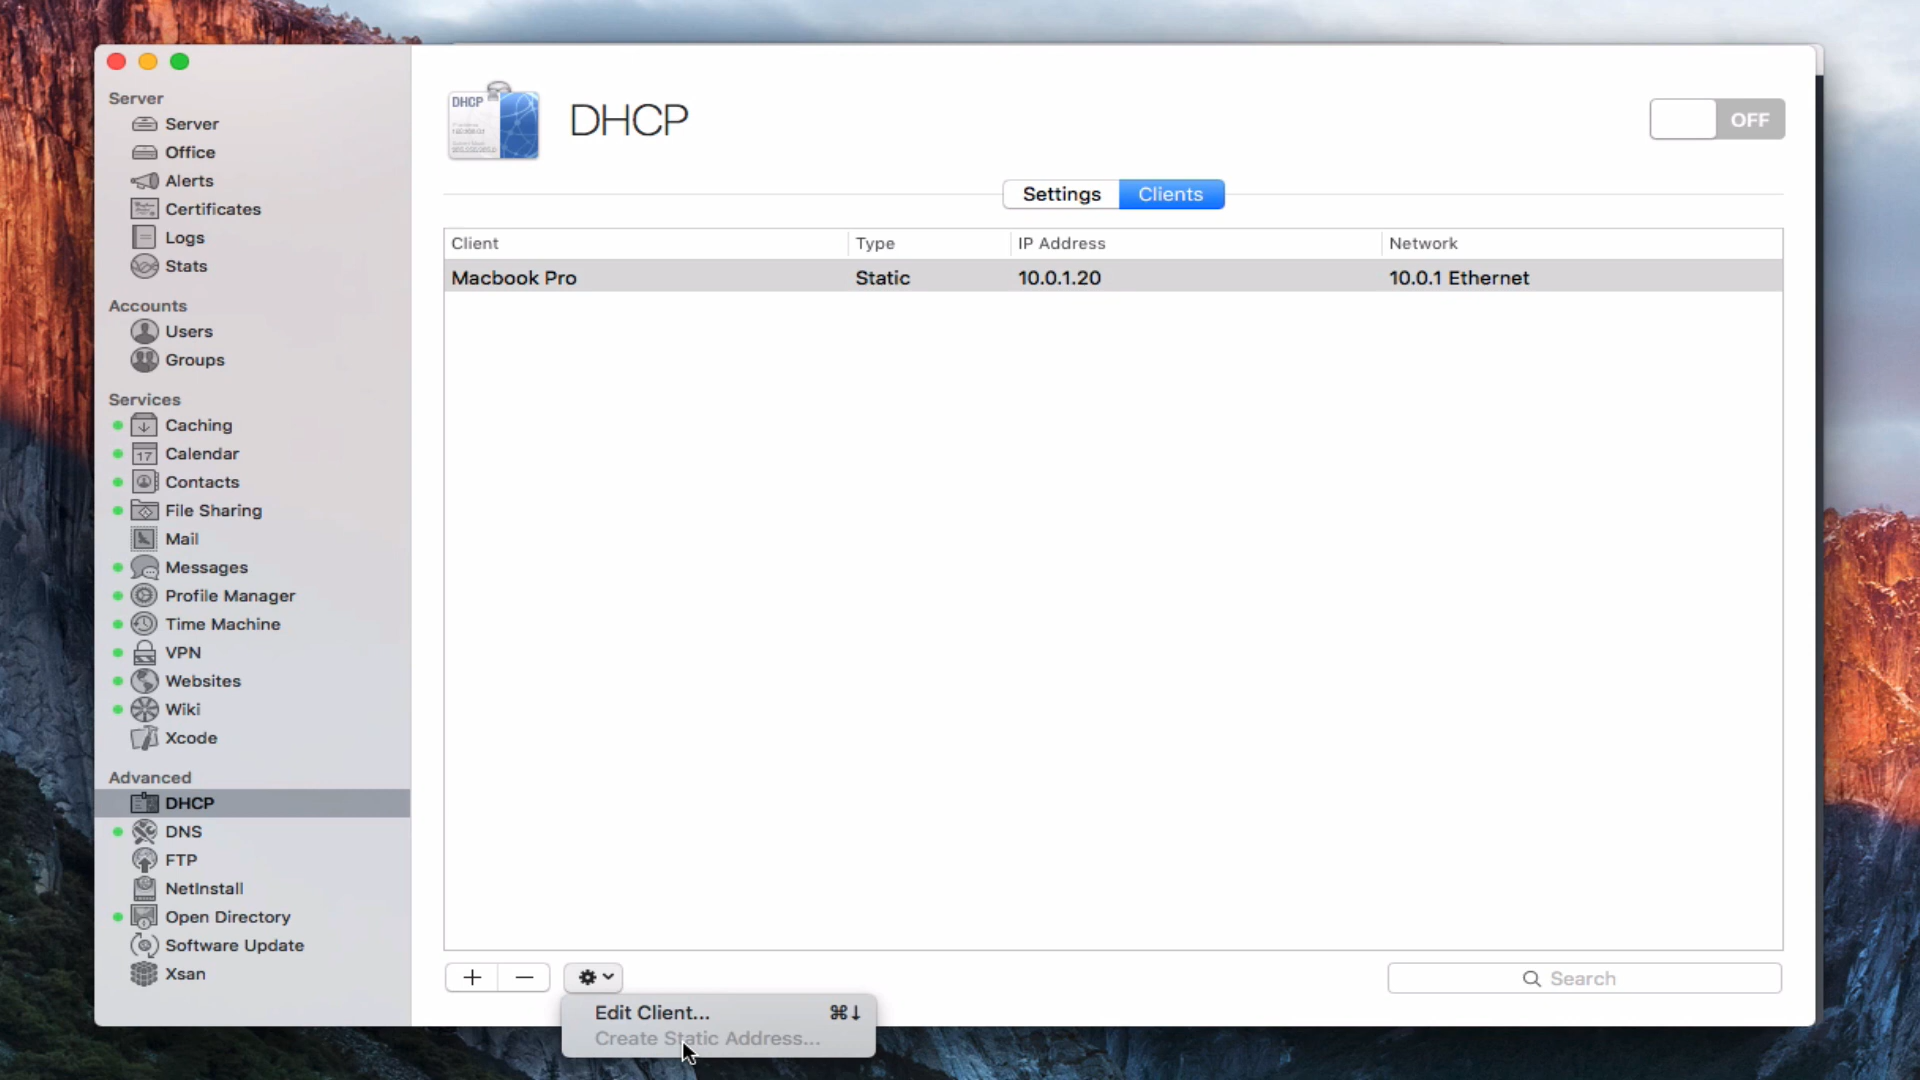 Server
Server
Office
Alerts
Certificates
Logs
Stats
Accounts
Users
Groups
Services
Caching
17
Calendar
Contacts
File Sharing
Mail
Messages
Profile Manager
Time Machine
VPN
Websites
Wiki
Xcode
Advanced
DHCP
DNS
FTP
NetInstall
Open Directory
Software Update
Xsan
DHCP
DHCP
OFF
Settings
Clients
Client Type IP Address Network
Macbook Pro Static 10.0.1.20 10.0.1 Ethernet
Search
Edit Client... ⌘↓
Create Static Address...